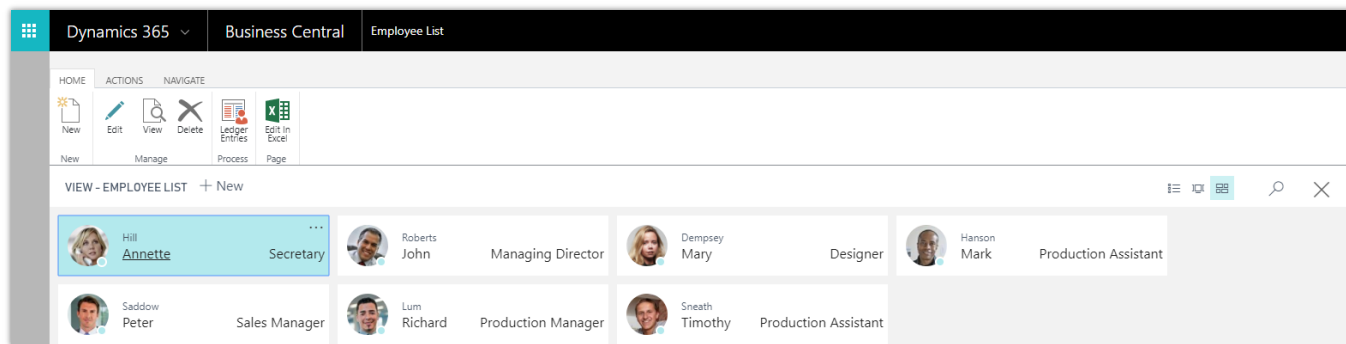 Dynamics 365 Business Central Employee List
HOME ACTIONS NAVIGATE
New Edit View Delete Ledger Entries Edit In Excel
New Manage Process Page
VIEW - EMPLOYEE LIST + New
Hill
Annette Secretary
Roberts
John Managing Director
Dempsey
Mary Designer
Hanson
Mark Production Assistant
Saddow
Peter Sales Manager
Lum
Richard Production Manager
Sneath
Timothy Production Assistant